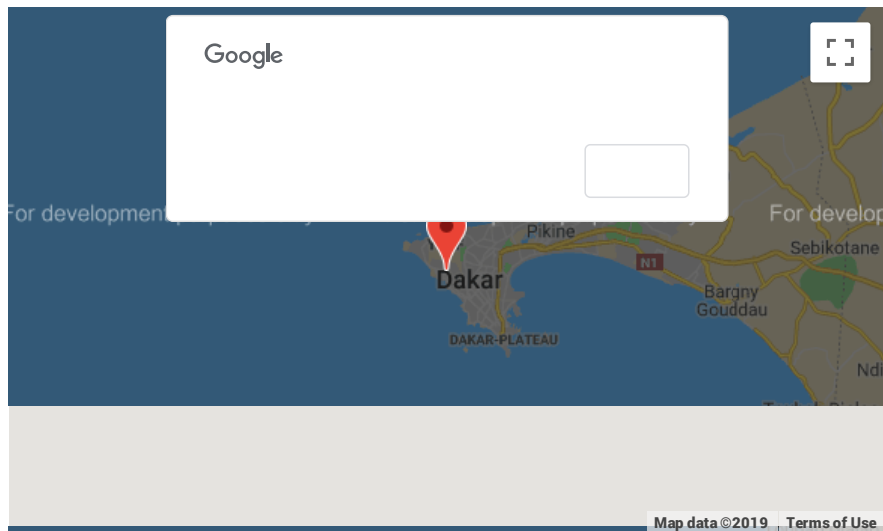 Google
For development
For develop
Pikine
Sebikotane
N1
Dakar
Bargny
Gouddau
DAKAR-PLATEAU
Ndi
Map data ©2019
Terms of Use